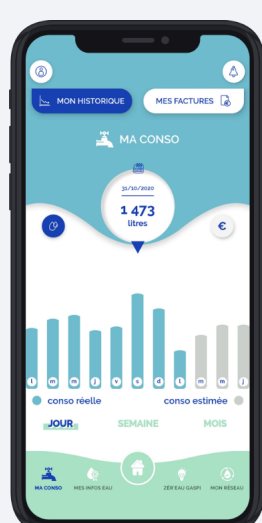 MON HISTORIQUE
MES FACTURES
MA CONSO
31/10/2020
1 473
litres
€
l m m j v s d l m m j
conso réelle
conso estimée
JOUR SEMAINE MOIS
MA CONSO MES INFOS EAU ZÉR'EAU GASPI MON RÉSEAU